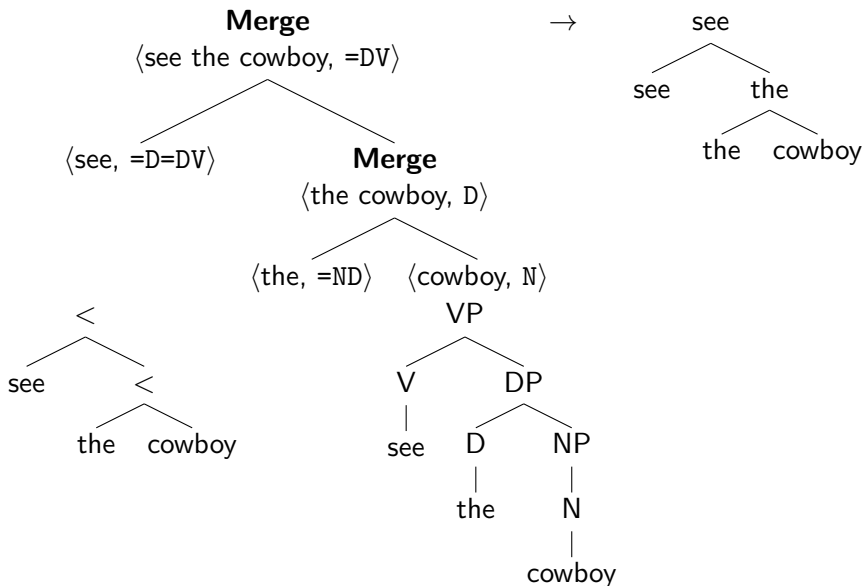 Merge → see
⟨see the cowboy, =DV⟩
see the
⟨see, =D=DV⟩ Merge
the cowboy
⟨the cowboy, D⟩
⟨the, =ND⟩ ⟨cowboy, N⟩
< VP
see < V DP
the cowboy see D NP
the N
cowboy